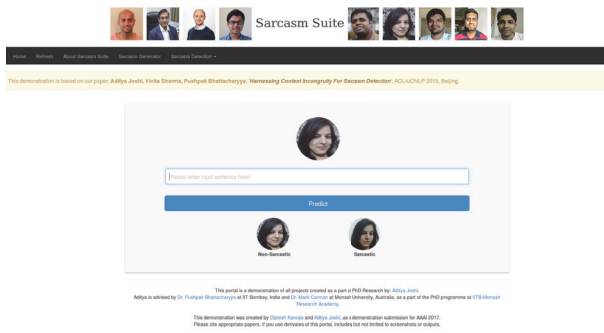 Sarcasm Suite
Home Refresh About Sarcasm Suite Sarcasm Generator Sarcasm Detection
This demonstration is based on our paper: Aditya Joshi, Vinita Sharma, Pushpak Bhattacharyya, 'Harnessing Context Incongruity For Sarcasm Detection', ACL-IJCNLP 2015, Beijing.
Please enter input sentence here!
Predict
Non-Sarcastic Sarcastic
This portal is a demonstration of all projects created as a part of PhD Research by: Aditya Joshi.
Aditya is advised by Dr. Pushpak Bhattacharyya at IIT Bombay, India and Dr. Mark Carman at Monash University, Australia, as a part of the PhD programme at IITB-Monash
Research Academy.
This demonstration was created by Diptesh Kanojia and Aditya Joshi, as a demonstration submission for AAAI 2017.
Please cite appropriate papers, if you use derivates of this portal, including but not limited to screenshots or outputs.